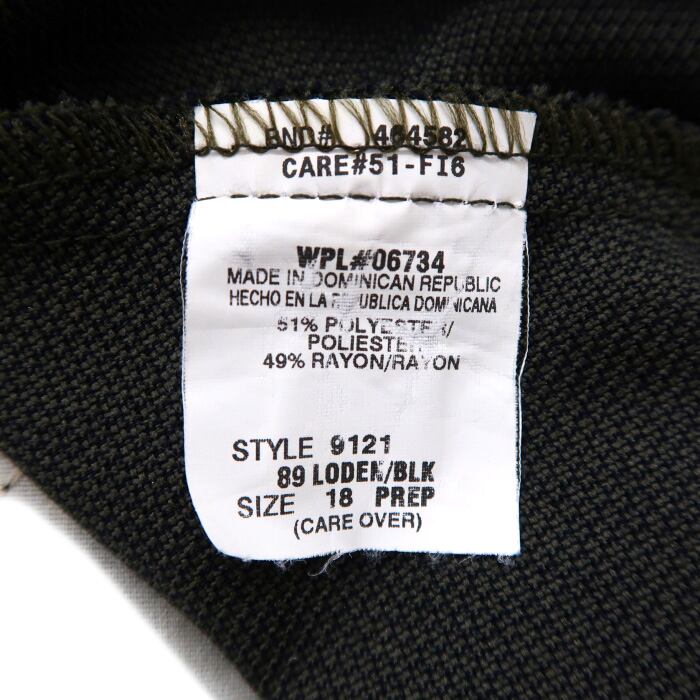 BND# 464582
CARE#51-FI6
WPL#06734
MADE IN DOMINICAN REPUBLIC
HECHO EN LA REPUBLICA DOMINICANA
51% POLYESTER/
POLIESTER
49% RAYON/RAYON
STYLE 9121
89 LODEN/BLK
SIZE 18 PREP
(CARE OVER)